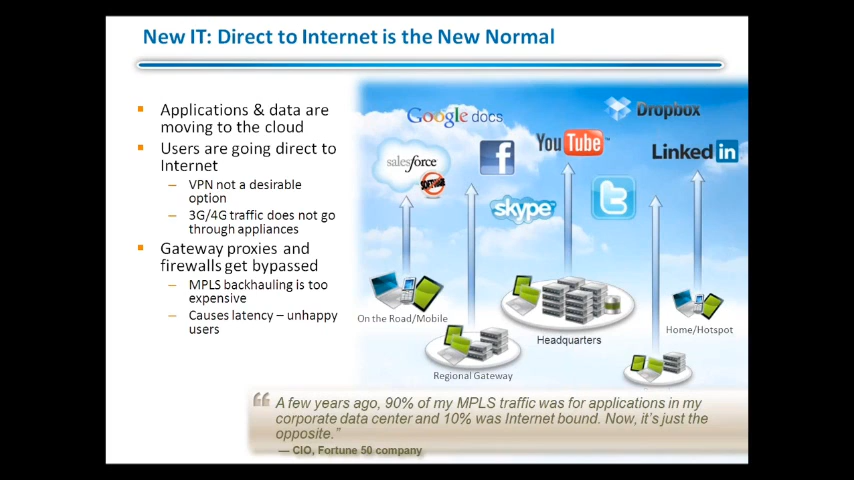 New IT: Direct to Internet is the New Normal
Applications & data are
moving to the cloud
Users are going direct to
Internet
– VPN not a desirable
option
– 3G/4G traffic does not go
through appliances
Gateway proxies and
firewalls get bypassed
– MPLS backhauling is too
expensive
– Causes latency – unhappy
users
Google docs
Dropbox
salesforce
SOFTWARE
f
YouTube
Linked in
skype
t
On the Road/Mobile
Regional Gateway
Headquarters
Home/Hotspot
“ A few years ago, 90% of my MPLS traffic was for applications in my
corporate data center and 10% was Internet bound. Now, it's just the
opposite.”
— CIO, Fortune 50 company